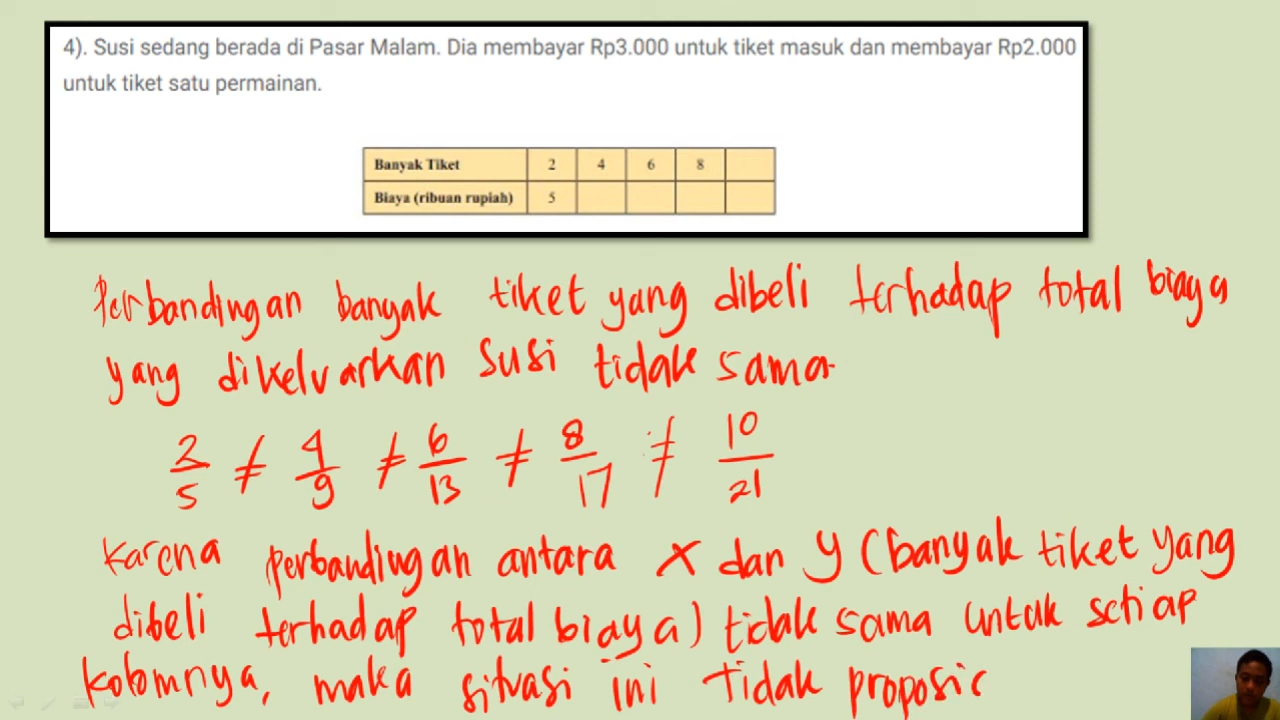 4). Susi sedang berada di Pasar Malam. Dia membayar Rp3.000 untuk tiket masuk dan membayar Rp2.000
untuk tiket satu permainan.
Banyak Tiket 2 4 6 8
Biaya (ribuan rupiah) 5
Perbandingan banyak tiket yang dibeli terhadap total biaya
yang dikeluarkan Susi tidak sama
2/5 ≠ 4/9 ≠ 6/13 ≠ 8/17 ≠ 10/21
Karena perbandingan antara x dan y (banyak tiket yang
dibeli terhadap total biaya) tidak sama untuk setiap
kolomnya, maka situasi ini tidak proposic